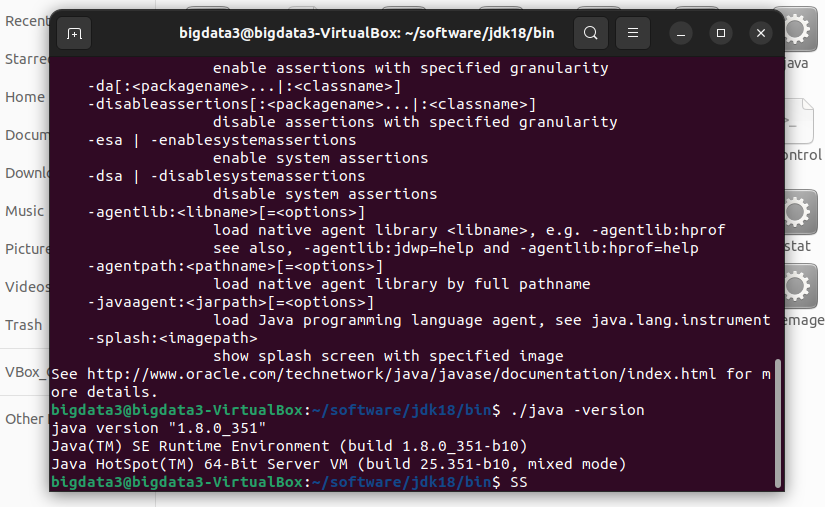 Recent
Starred
Home
Docum
Downlo
Music
Picture
Videos
Trash
VBox_
Other
bigdata3@bigdata3-VirtualBox: ~/software/jdk18/bin
enable assertions with specified granularity
-da[:<packagename>...|:<classname>]
-disableassertions[:<packagename>...|:<classname>]
disable assertions with specified granularity
-esa | -enablesystemassertions
enable system assertions
-dsa | -disablesystemassertions
disable system assertions
-agentlib:<libname>[=<options>]
load native agent library <libname>, e.g. -agentlib:hprof
see also, -agentlib:jdwp=help and -agentlib:hprof=help
-agentpath:<pathname>[=<options>]
load native agent library by full pathname
-javaagent:<jarpath>[=<options>]
load Java programming language agent, see java.lang.instrument
-splash:<imagepath>
show splash screen with specified image
See http://www.oracle.com/technetwork/java/javase/documentation/index.html for m
ore details.
bigdata3@bigdata3-VirtualBox:~/software/jdk18/bin$ ./java -version
java version "1.8.0_351"
Java(TM) SE Runtime Environment (build 1.8.0_351-b10)
Java HotSpot(TM) 64-Bit Server VM (build 25.351-b10, mixed mode)
bigdata3@bigdata3-VirtualBox:~/software/jdk18/bin$ SS
java
ontrol
stat
emage